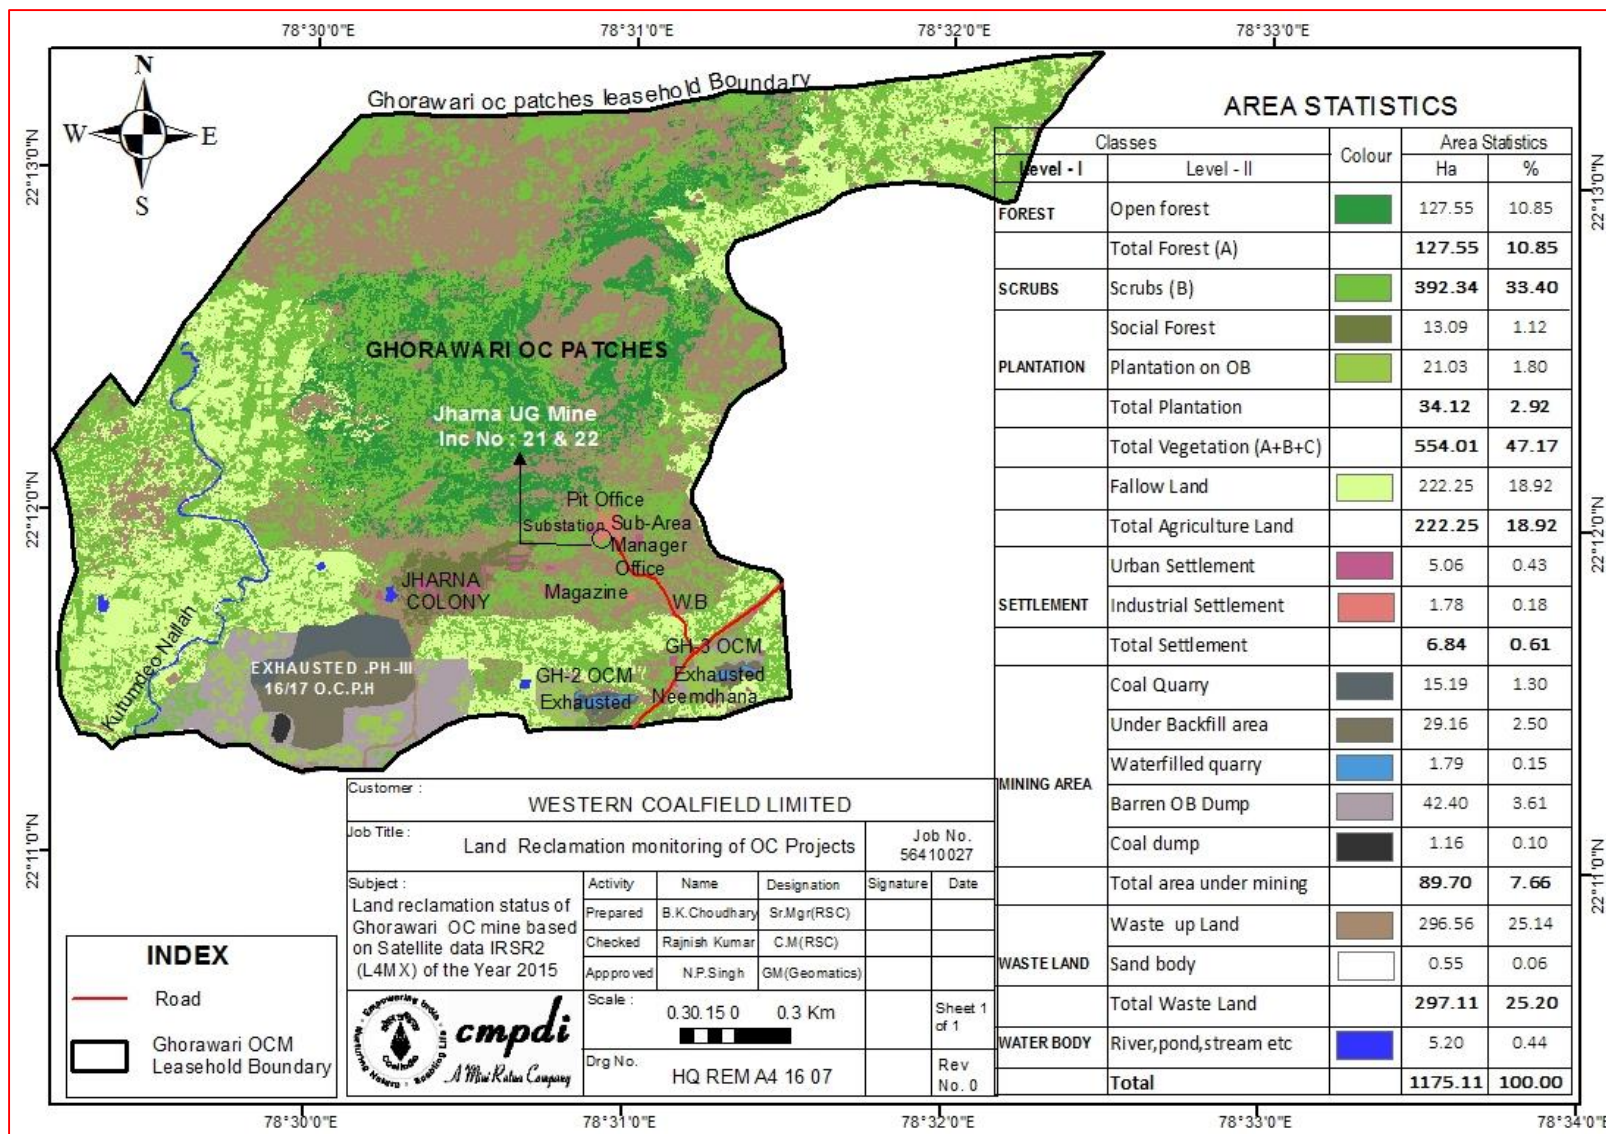 78°30'0"E 78°31'0"E 78°32'0"E 78°33'0"E
N
W E
S
Ghorawari oc patches leasehold Boundary
22°13'0"N
22°12'0"N
22°11'0"N
22°13'0"N
22°12'0"N
22°11'0"N
GHORAWARI OC PATCHES
Jharna UG Mine
Inc No : 21 & 22
Pit Office
Substation
Sub-Area
Manager
Office
JHARNA
COLONY
Magazine
W.B
Kutumdeo Nallah
EXHAUSTED .PH-III
16/17 O.C.P.H
GH-2 OCM
Exhausted
GH-3 OCM
Exhausted
Neemdhana
AREA STATISTICS
Classes Colour Area Statistics
Level - I Level - II Ha %
FOREST Open forest 127.55 10.85
Total Forest (A) 127.55 10.85
SCRUBS Scrubs (B) 392.34 33.40
Social Forest 13.09 1.12
PLANTATION Plantation on OB 21.03 1.80
Total Plantation 34.12 2.92
Total Vegetation (A+B+C) 554.01 47.17
Fallow Land 222.25 18.92
Total Agriculture Land 222.25 18.92
Urban Settlement 5.06 0.43
SETTLEMENT Industrial Settlement 1.78 0.18
Total Settlement 6.84 0.61
Coal Quarry 15.19 1.30
Under Backfill area 29.16 2.50
Waterfilled quarry 1.79 0.15
MINING AREA
Barren OB Dump 42.40 3.61
Coal dump 1.16 0.10
Total area under mining 89.70 7.66
Waste up Land 296.56 25.14
WASTE LAND Sand body 0.55 0.06
Total Waste Land 297.11 25.20
WATER BODY River,pond,stream etc 5.20 0.44
Total 1175.11 100.00
Customer :
WESTERN COALFIELD LIMITED
Job Title :
Land Reclamation monitoring of OC Projects
Job No.
56410027
Subject :
Land reclamation status of
Ghorawari OC mine based
on Satellite data IRSR2
(L4MX) of the Year 2015
Activity Name Designation Signature Date
Prepared B.K.Choudhary Sr.Mgr(RSC)
Checked Rajnish Kumar C.M(RSC)
Appproved N.P.Singh GM(Geomatics)
Scale :
0.30.15 0 0.3 Km
Sheet 1
of 1
Drg No.
HQ REM A4 16 07
Rev
No. 0
cmpdi
A Mini Ratna Company
INDEX
Road
Ghorawari OCM
Leasehold Boundary
78°30'0"E 78°31'0"E 78°32'0"E 78°33'0"E 78°34'0"E